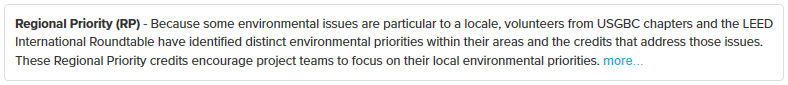 Regional Priority (RP) - Because some environmental issues are particular to a locale, volunteers from USGBC chapters and the LEED
International Roundtable have identified distinct environmental priorities within their areas and the credits that address those issues.
These Regional Priority credits encourage project teams to focus on their local environmental priorities. more...